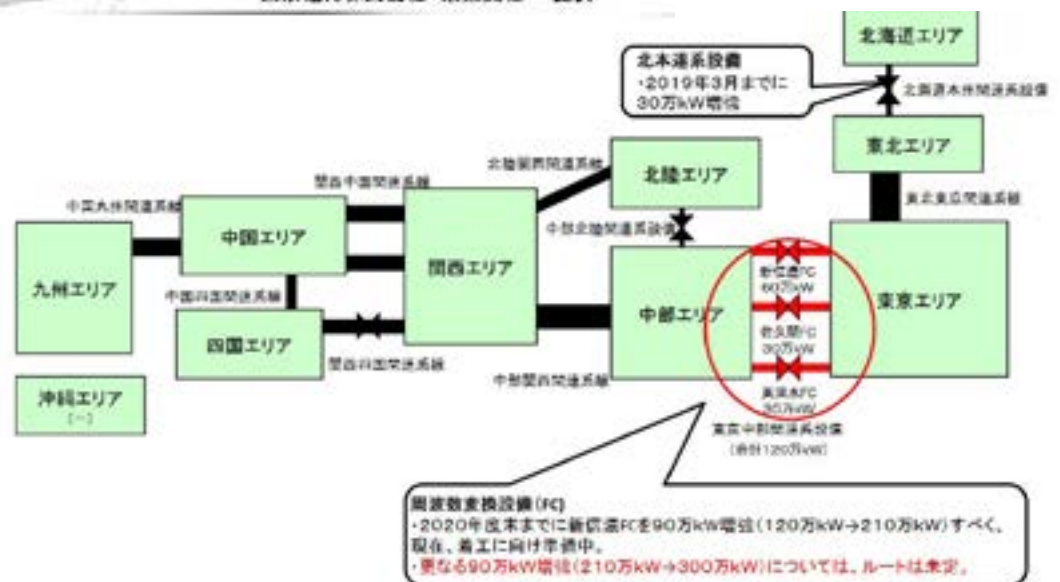 北海道エリア
北本連系設備
・2019年3月までに
30万kW増強
北海道本州間連系設備
東北エリア
北陸関西間連系線
北陸エリア
関西中国間連系線
東北東京間連系線
中国九州間連系線
中部北陸間連系設備
中国エリア
新信濃FC
60万kW
関西エリア
九州エリア
中国四国間連系線
中部エリア
東京エリア
佐久間FC
30万kW
四国エリア
関西四国間連系線
中部関西間連系線
東清水FC
30万kW
沖縄エリア
[-]
東京中部間連系設備
(合計120万kW)
周波数変換設備(FC)
・2020年度末までに新信濃FCを90万kW増強(120万kW→210万kW)すべく、
現在、着工に向け準備中。
・更なる90万kW増強(210万kW→300万kW)については、ルートは未定。